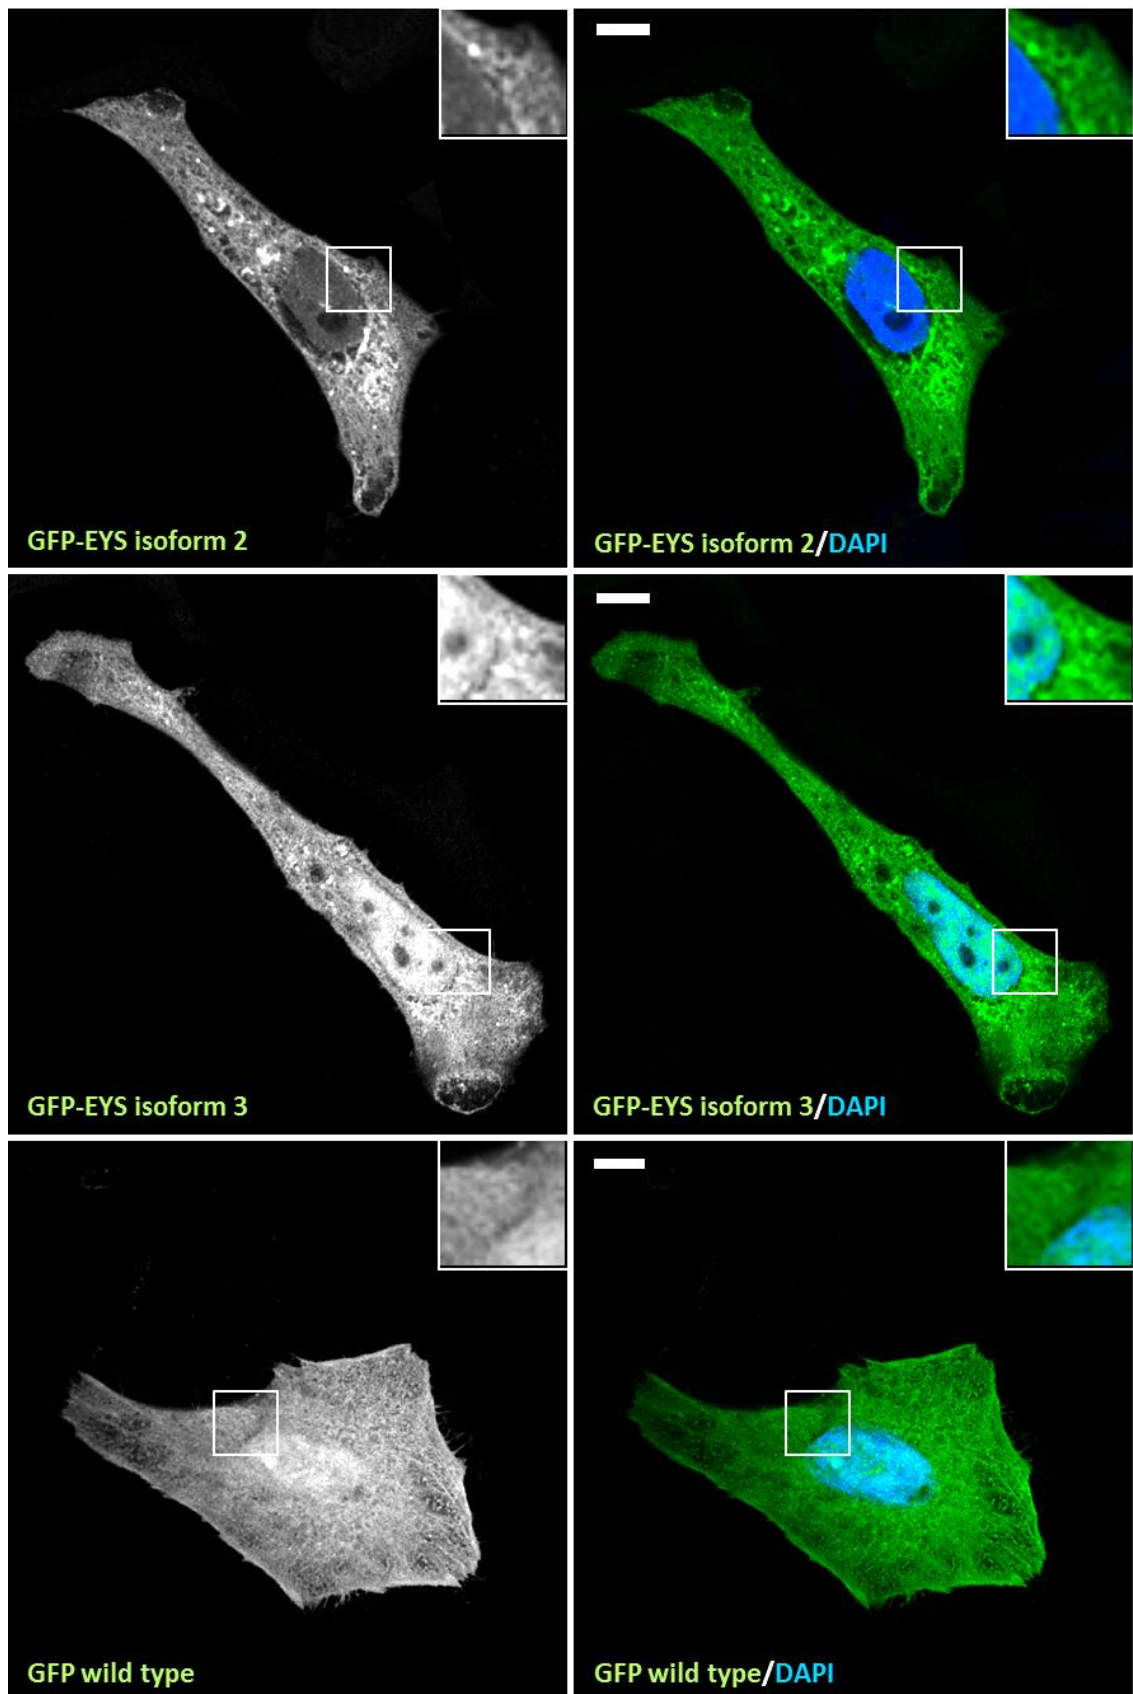 GFP-EYS isoform 2
GFP-EYS isoform 2/DAPI
GFP-EYS isoform 3
GFP-EYS isoform 3/DAPI
GFP wild type
GFP wild type/DAPI